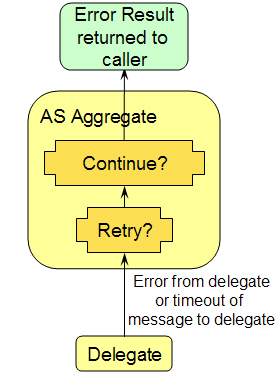 Error Result
returned to
caller
AS Aggregate
Continue?
Retry?
Error from delegate
or timeout of
message to delegate
Delegate